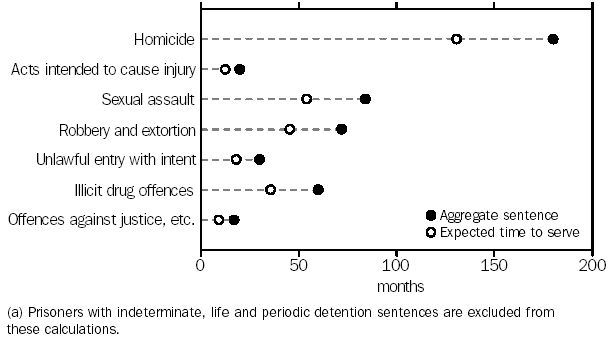 Homicide
Acts intended to cause injury
Sexual assault
Robbery and extortion
Unlawful entry with intent
Illicit drug offences
Offences against justice, etc.
Aggregate sentence
Expected time to serve
0 50 100 150 200
months
(a) Prisoners with indeterminate, life and periodic detention sentences are excluded from
these calculations.